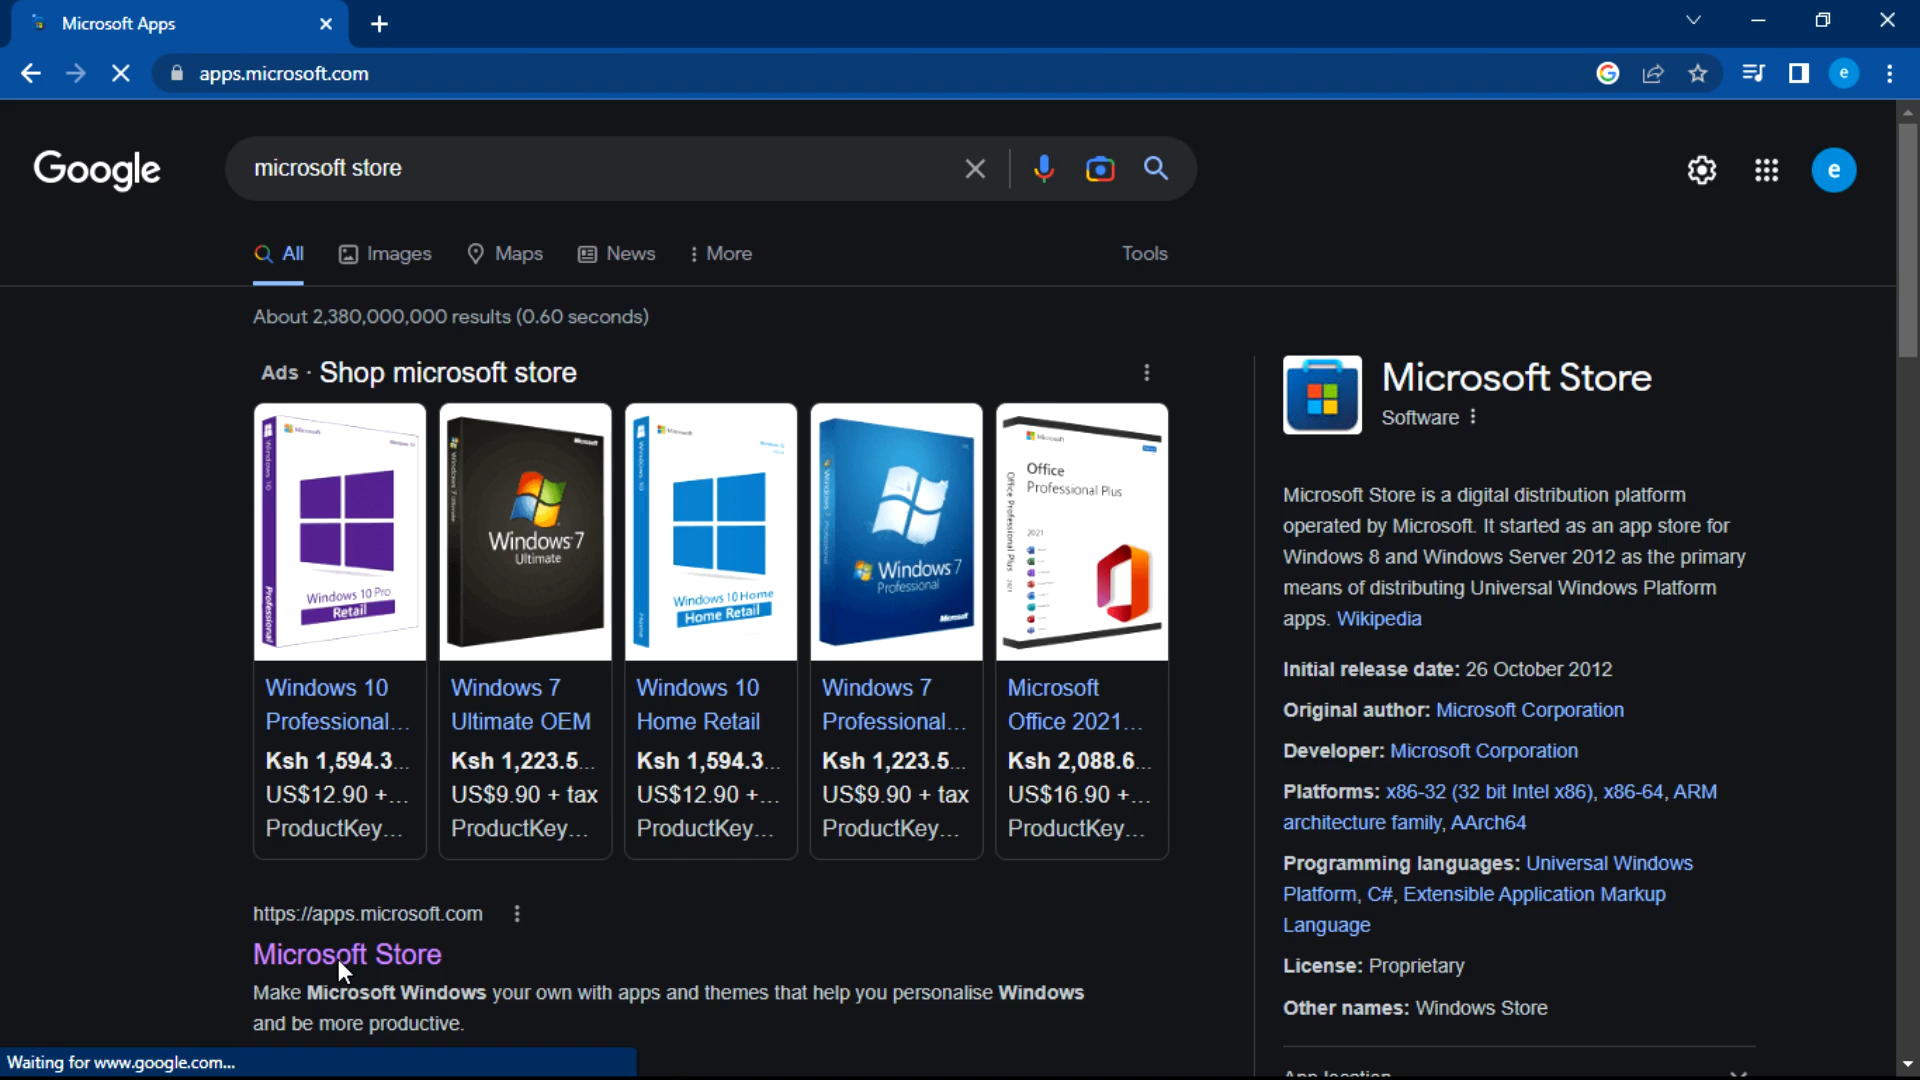 Microsoft Apps
apps.microsoft.com
e
Google
microsoft store
e
All
Images
Maps
News
More
Tools
About 2,380,000,000 results (0.60 seconds)
Ads · Shop microsoft store
Microsoft
Windows 10 Pro
Retail
Professional
Microsoft
Windows 7
Ultimate
Microsoft
Windows 10 Home
Home Retail
Windows 7
Professional
Microsoft
Microsoft
Office
Professional Plus
2021
Office Professional Plus
Windows 10
Professional...
Ksh 1,594.3...
US$12.90 +...
ProductKey...
Windows 7
Ultimate OEM
Ksh 1,223.5...
US$9.90 + tax
ProductKey...
Windows 10
Home Retail
Ksh 1,594.3...
US$12.90 +...
ProductKey...
Windows 7
Professional...
Ksh 1,223.5...
US$9.90 + tax
ProductKey...
Microsoft
Office 2021...
Ksh 2,088.6...
US$16.90 +...
ProductKey...
https://apps.microsoft.com
Microsoft Store
Make Microsoft Windows your own with apps and themes that help you personalise Windows
and be more productive.
Microsoft Store
Software
Microsoft Store is a digital distribution platform
operated by Microsoft. It started as an app store for
Windows 8 and Windows Server 2012 as the primary
means of distributing Universal Windows Platform
apps. Wikipedia
Initial release date: 26 October 2012
Original author: Microsoft Corporation
Developer: Microsoft Corporation
Platforms: x86-32 (32 bit Intel x86), x86-64, ARM
architecture family, AArch64
Programming languages: Universal Windows
Platform, C#, Extensible Application Markup
Language
License: Proprietary
Other names: Windows Store
Waiting for www.google.com...